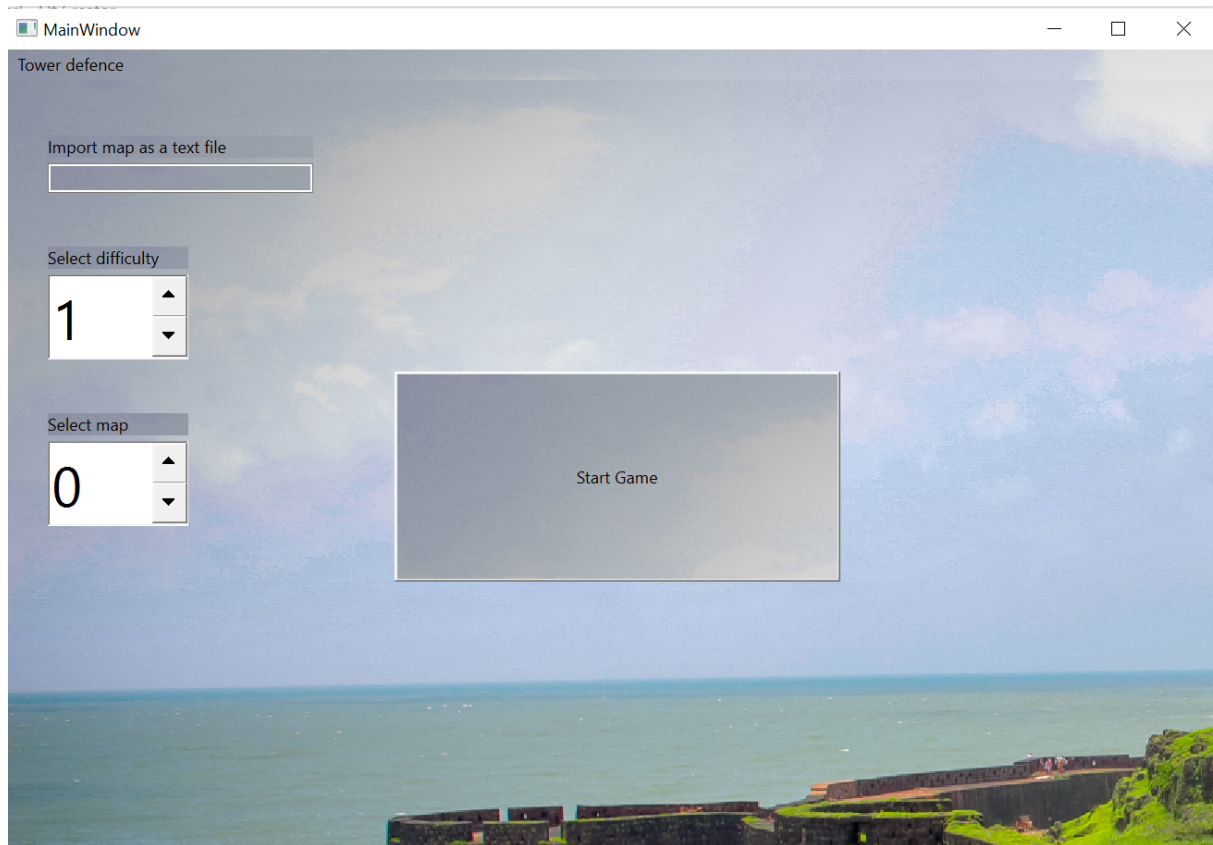 MainWindow
Tower defence
Import map as a text file
Select difficulty
1
Select map
0
Start Game